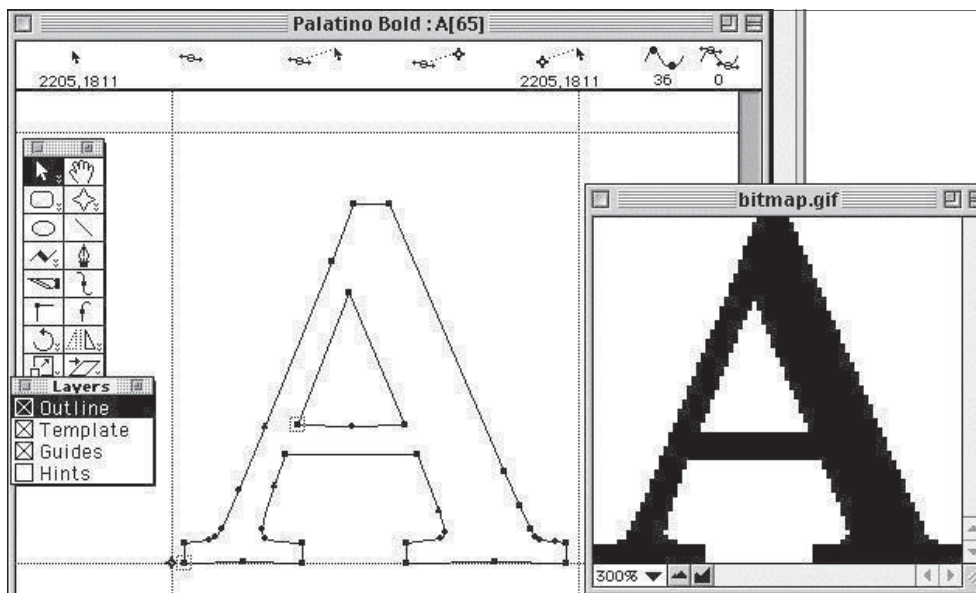 Palatino Bold : A[65]
2205,1811
2205,1811
36
0
Layers
Outline
Template
Guides
Hints
bitmap.gif
A
300%